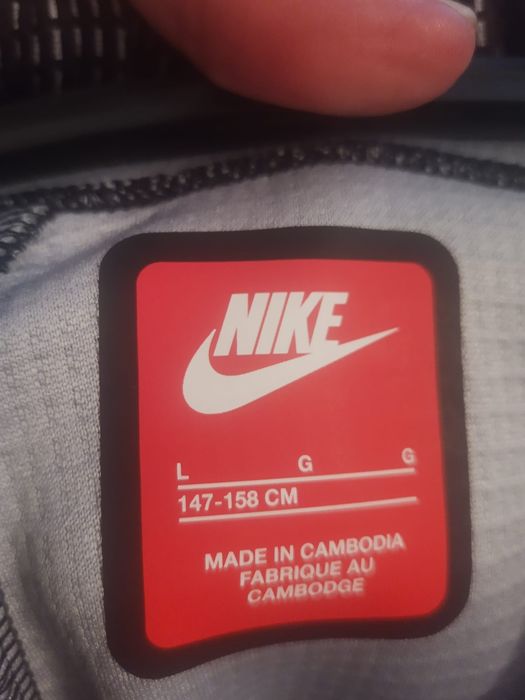 NIKE
L G G
147-158 CM
MADE IN CAMBODIA
FABRIQUE AU
CAMBODGE